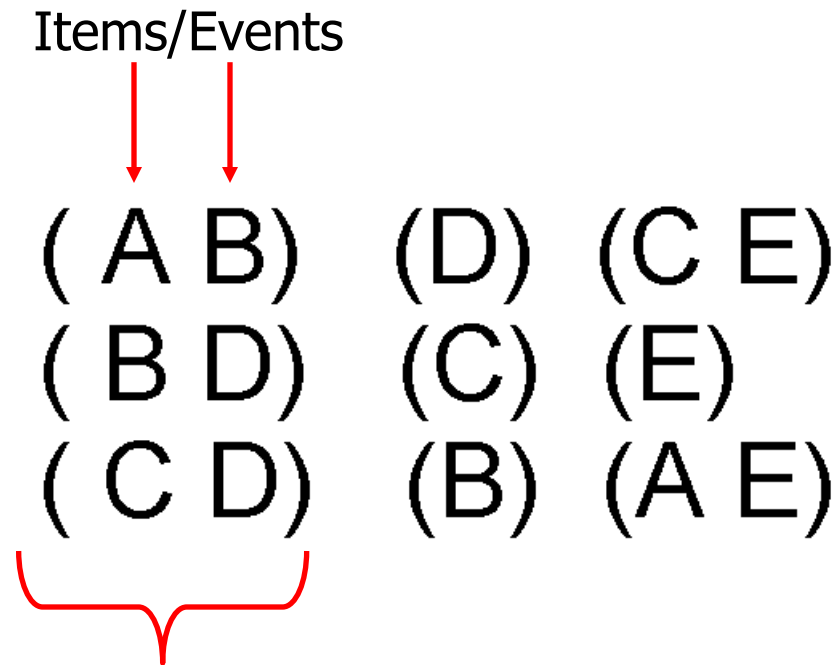 Items/Events
( A B) (D) (C E)
( B D) (C) (E)
( C D) (B) (A E)